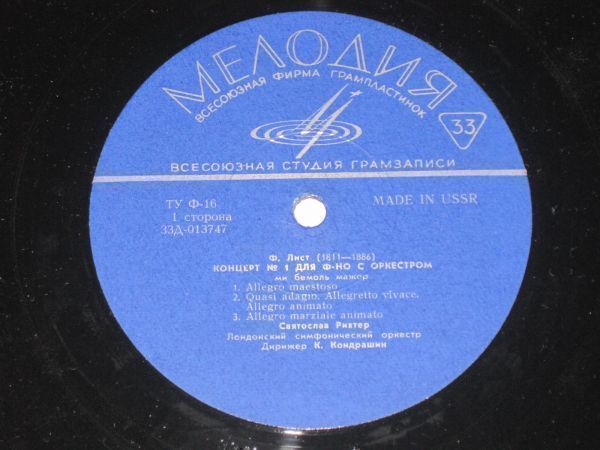 МЕЛОДИЯ
ВСЕСОЮЗНАЯ ФИРМА ГРАМПЛАСТИНОК
33
ВСЕСОЮЗНАЯ СТУДИЯ ГРАМЗАПИСИ
ТУ Ф-16
MADE IN USSR
1 сторона
33Д-013747
Ф. Лист (1811—1886)
КОНЦЕРТ № 1 ДЛЯ Ф-НО С ОРКЕСТРОМ
ми бемоль мажор
1. Allegro maestoso
2. Quasi adagio. Allegretto vivace.
Allegro animato
3. Allegro marziale animato
Святослав Рихтер
Лондонский симфонический оркестр
Дирижер К. Кондрашин